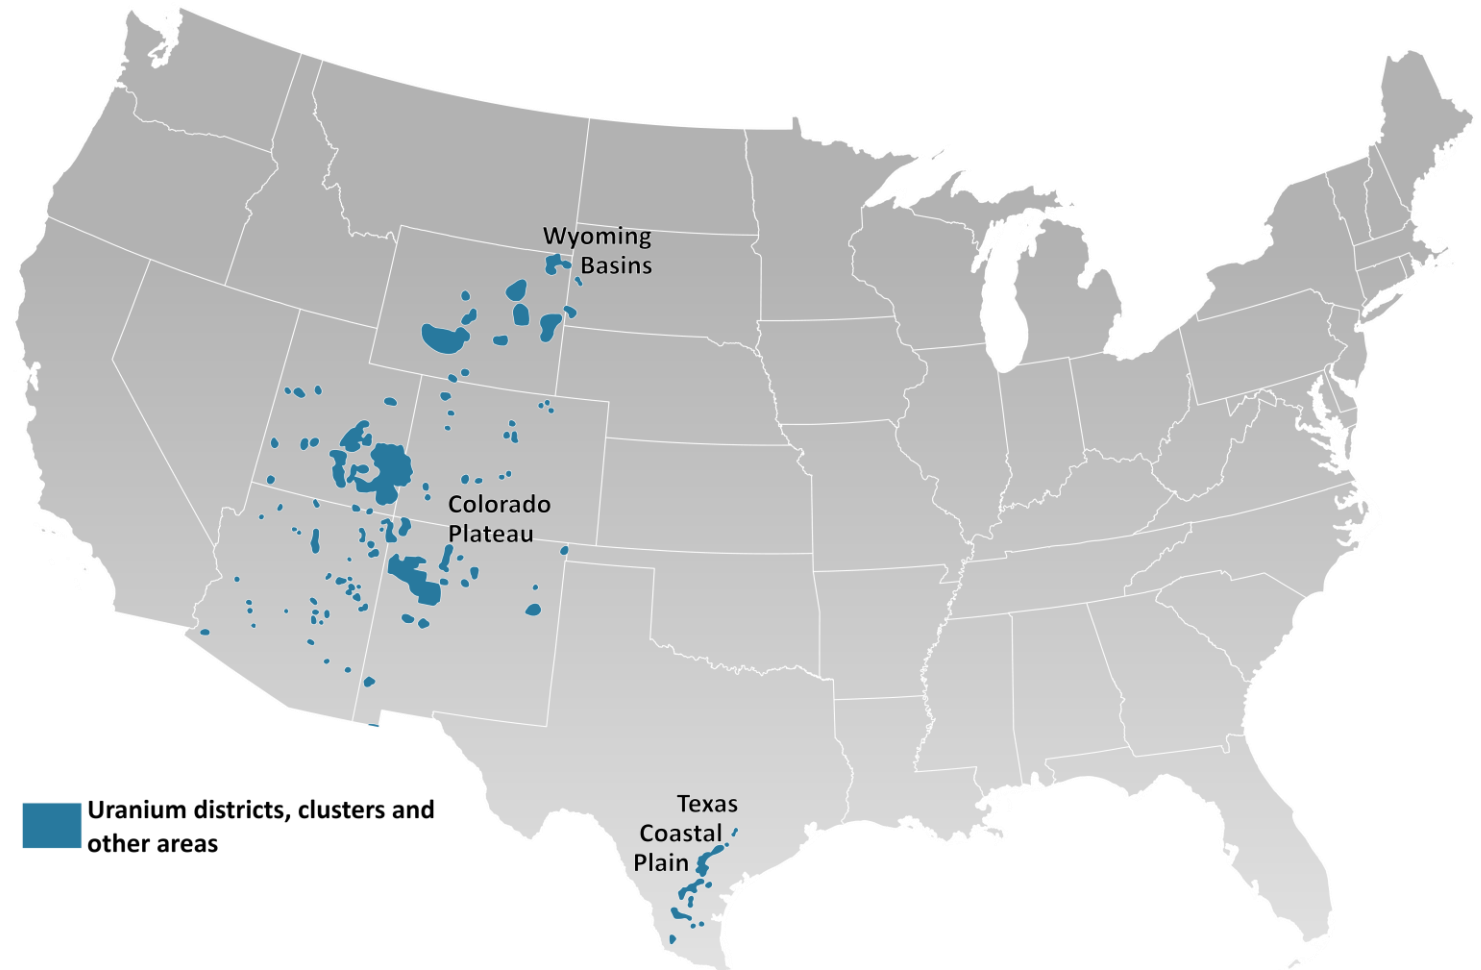 Wyoming
Basins
Colorado
Plateau
Texas
Coastal
Plain
Uranium districts, clusters and
other areas